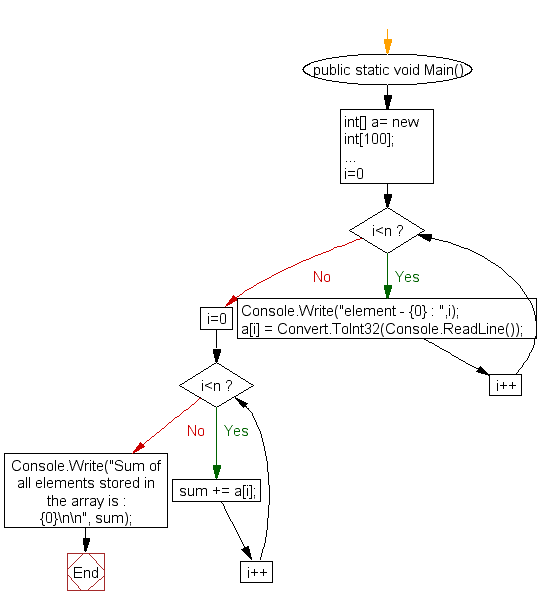 public static void Main()
int[] a= new
int[100];
...
i=0
i<n ?
No
Yes
Console.Write("element - {0} : ",i);
a[i] = Convert.ToInt32(Console.ReadLine());
i=0
i++
i<n ?
No
Yes
Console.Write("Sum of
all elements stored in
the array is :
{0}\n\n", sum);
sum += a[i];
i++
End